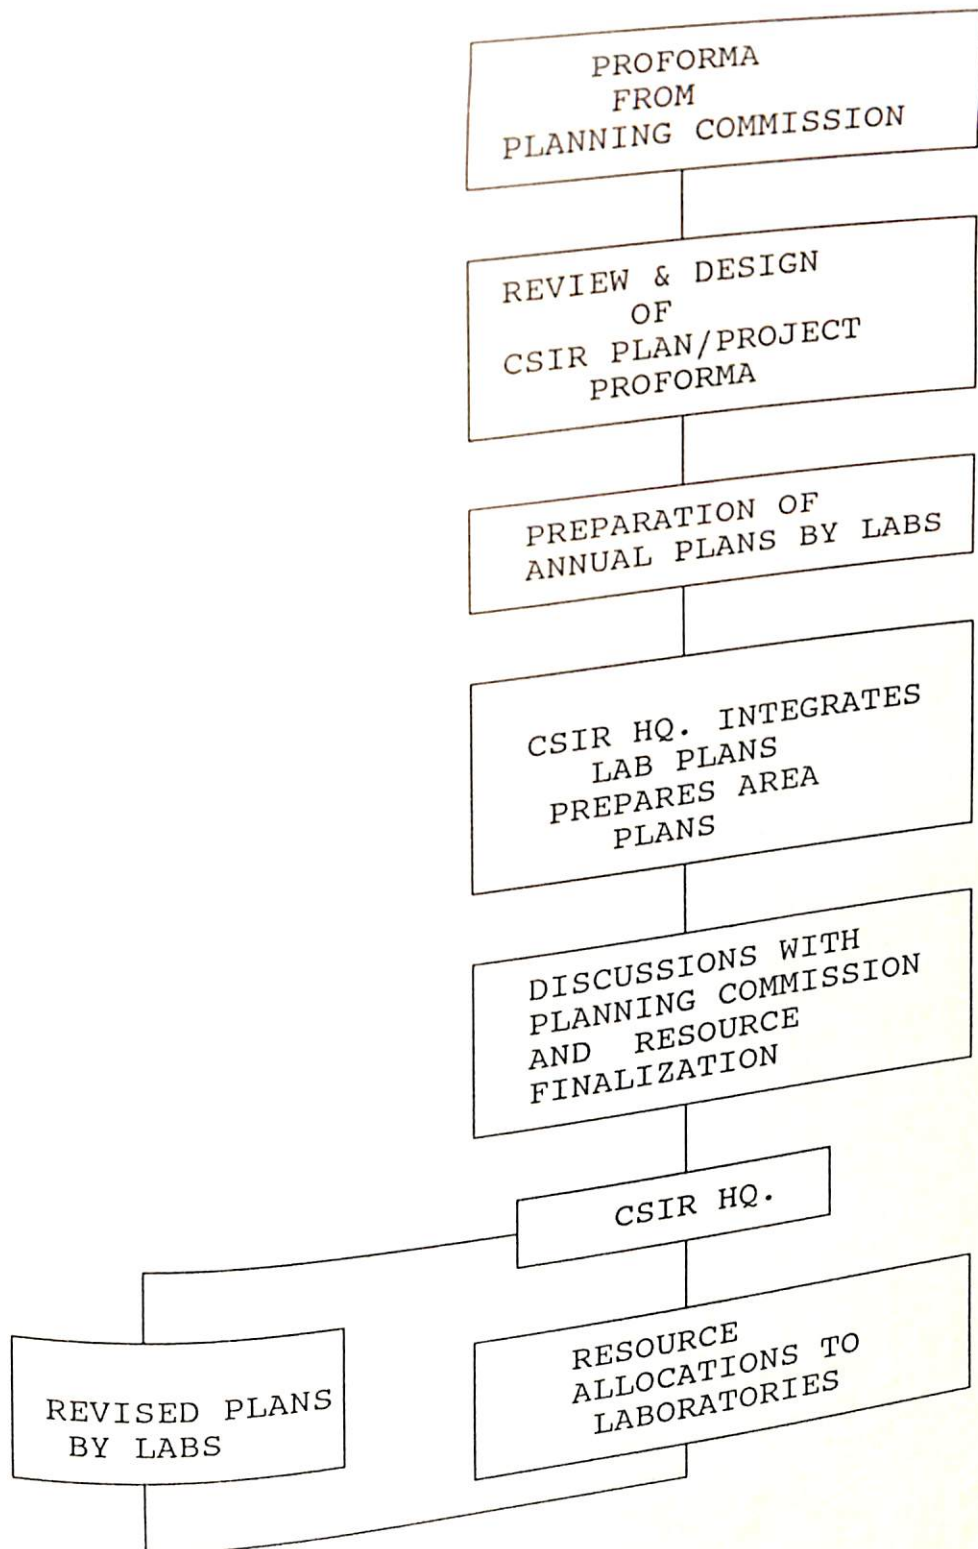 PROFORMA
FROM
PLANNING COMMISSION
REVIEW & DESIGN
OF
CSIR PLAN/PROJECT
PROFORMA
PREPARATION OF
ANNUAL PLANS BY LABS
CSIR HQ. INTEGRATES
LAB PLANS
PREPARES AREA
PLANS
DISCUSSIONS WITH
PLANNING COMMISSION
AND RESOURCE
FINALIZATION
CSIR HQ.
RESOURCE
ALLOCATIONS TO
LABORATORIES
REVISED PLANS
BY LABS